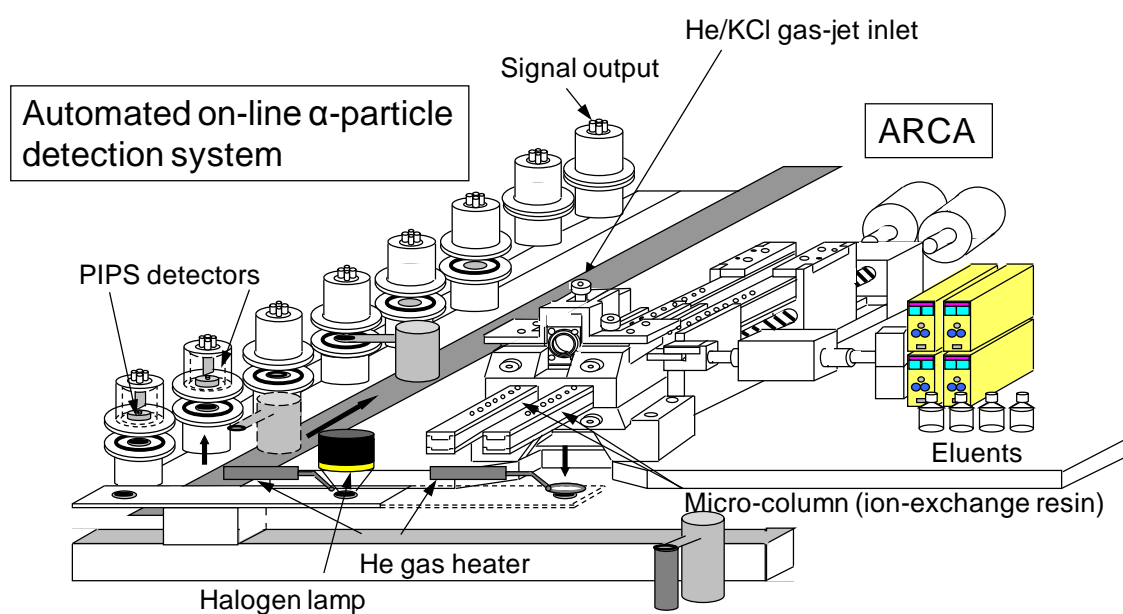 He/KCl gas-jet inlet
Signal output
Automated on-line α-particle
detection system
ARCA
PIPS detectors
Eluents
Micro-column (ion-exchange resin)
He gas heater
Halogen lamp